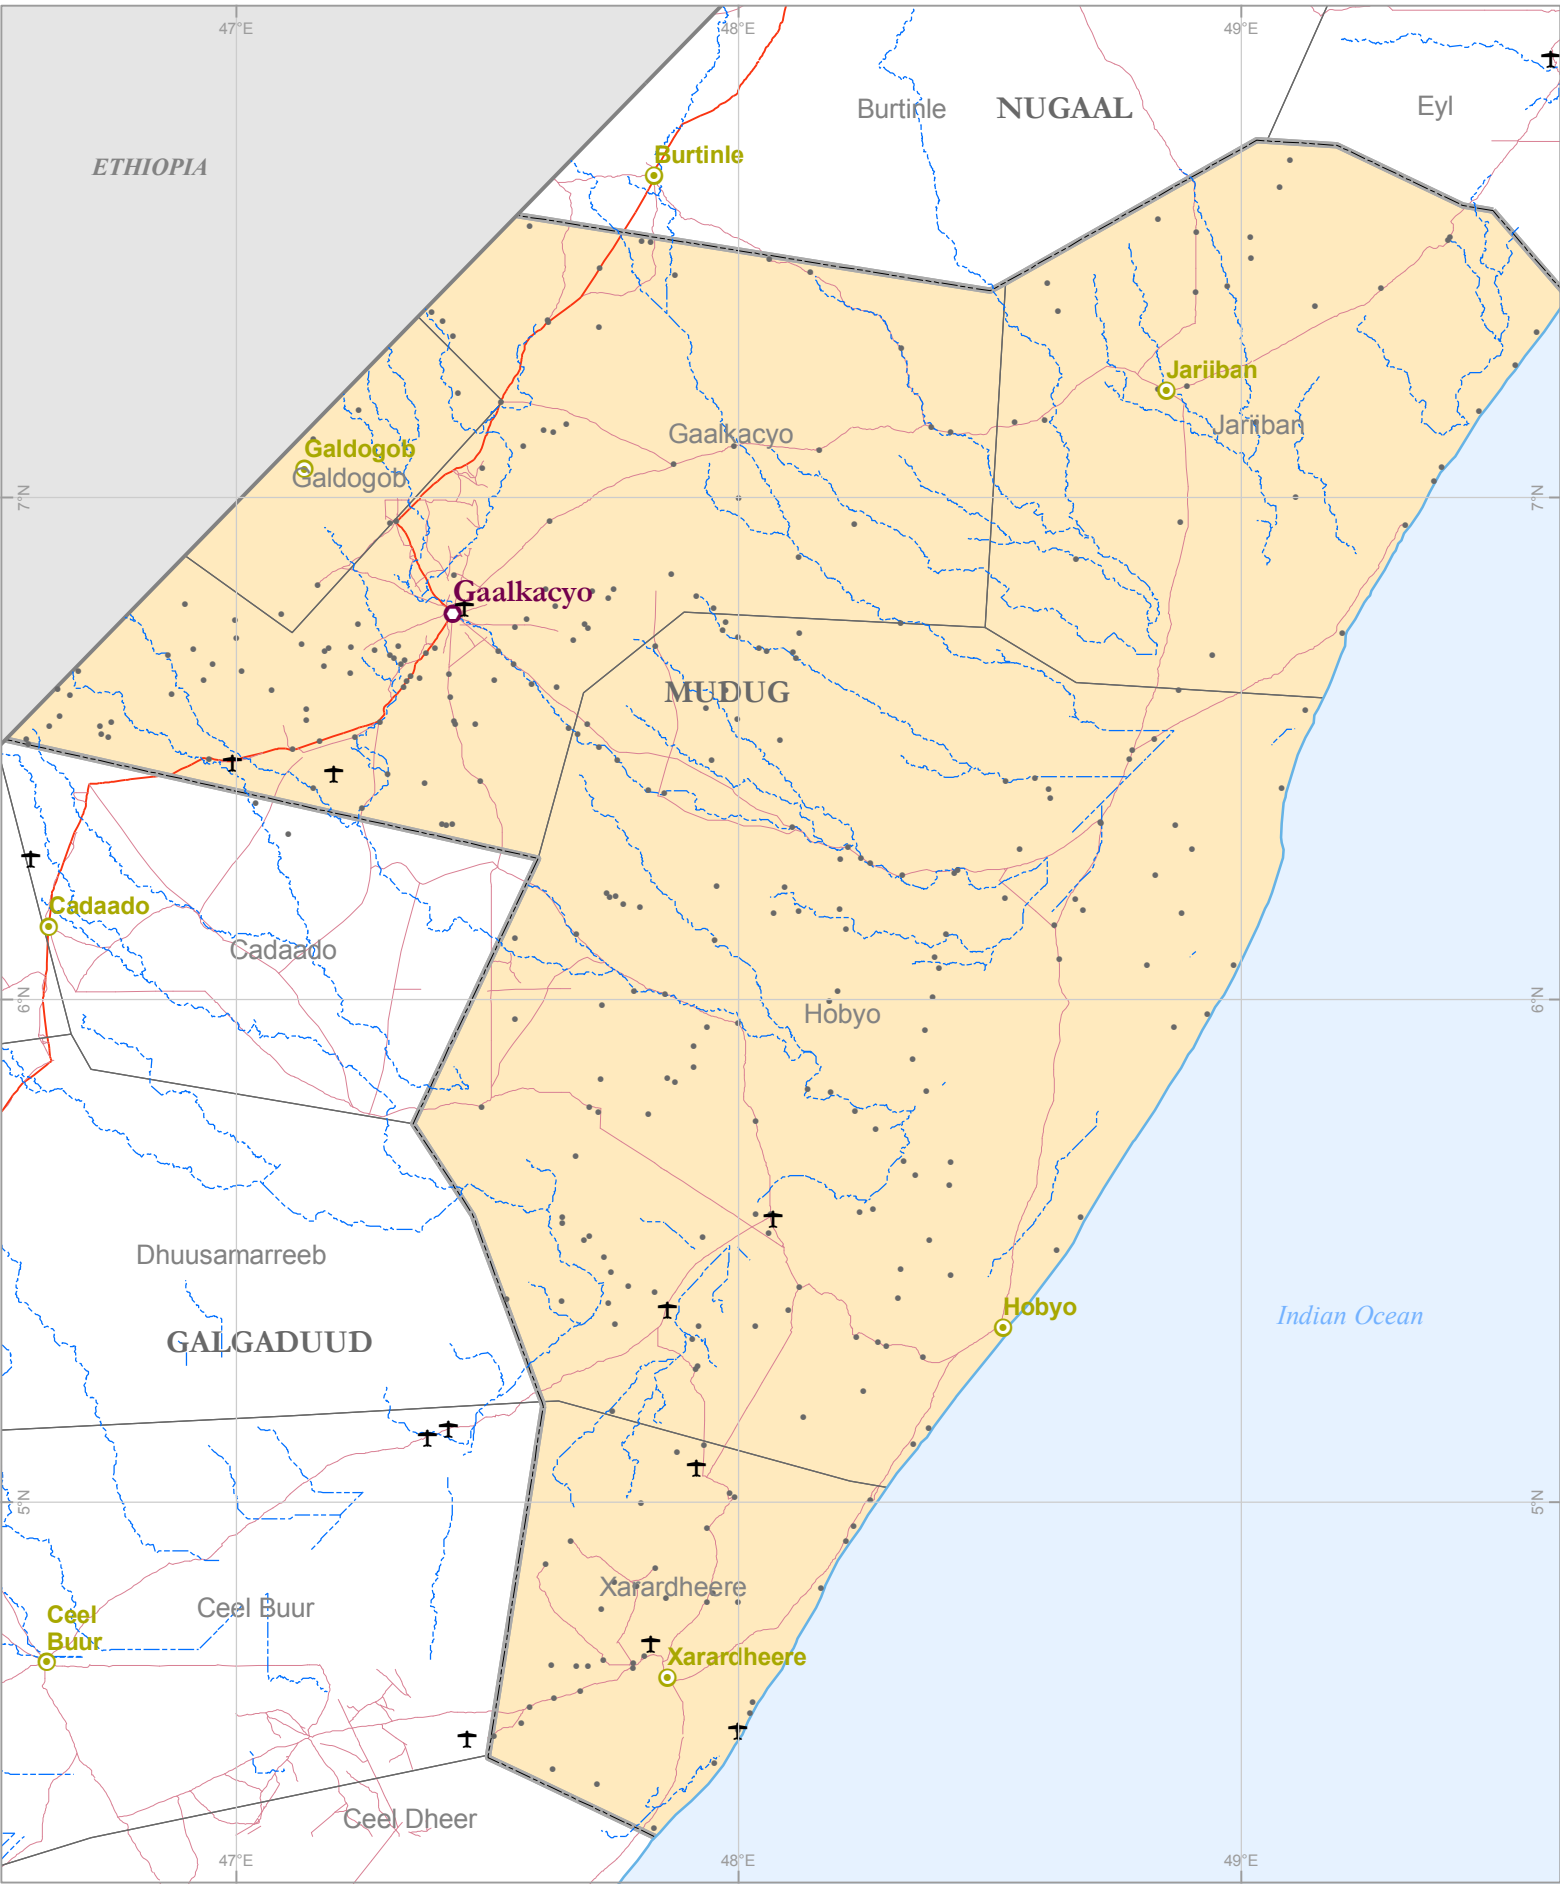 47°E
48°E
49°E
Burtinle
NUGAAL
Eyl
ETHIOPIA
Burtinle
Jariiban
Jariiban
Gaalkacyo
Galdogob
Galdogob
7°N
7°N
Gaalkacyo
MUDUG
Cadaado
Cadaado
6°N
6°N
Hobyo
Dhuusamarreeb
Hobyo
Indian Ocean
GALGADUUD
5°N
5°N
Xarardheere
Ceel Buur
Ceel
Buur
Xarardheere
Ceel Dheer
47°E
48°E
49°E